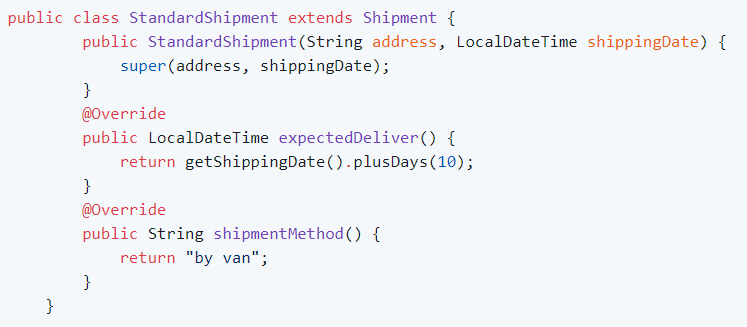 public class StandardShipment extends Shipment {
        public StandardShipment(String address, LocalDateTime shippingDate) {
            super(address, shippingDate);
        }
        @Override
        public LocalDateTime expectedDeliver() {
            return getShippingDate().plusDays(10);
        }
        @Override
        public String shipmentMethod() {
            return "by van";
        }
    }